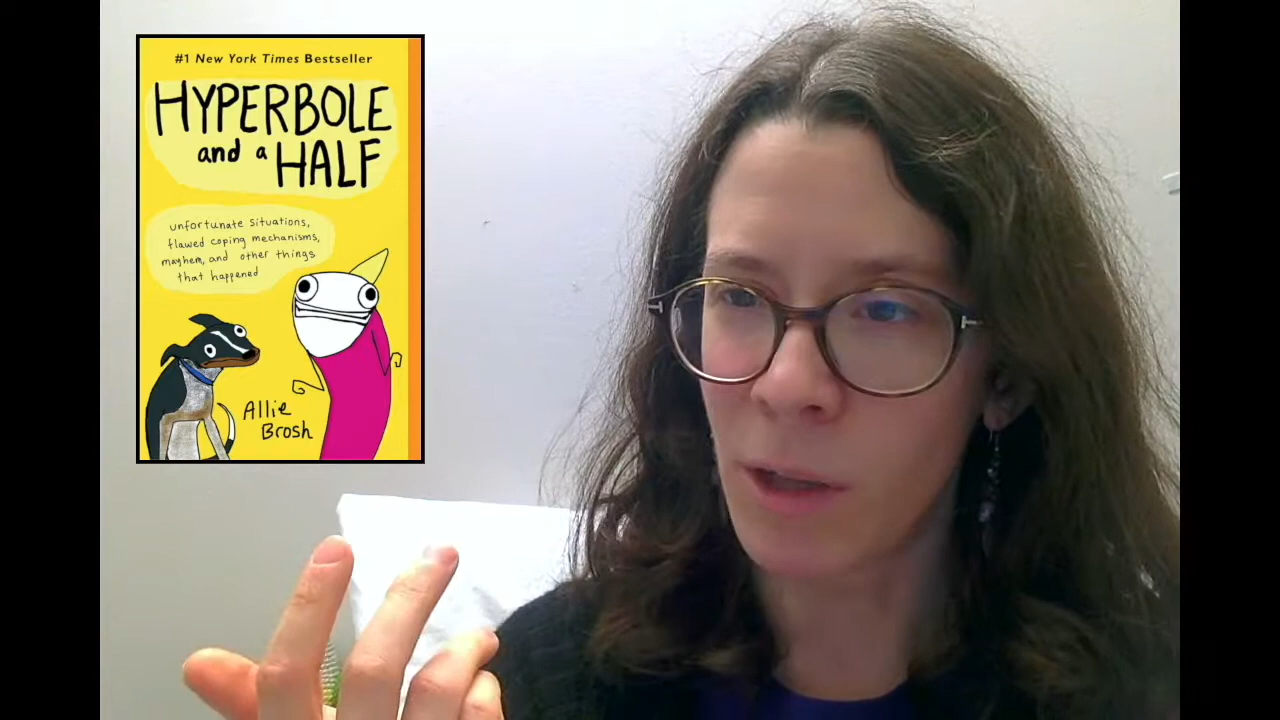 #1 New York Times Bestseller
HYPERBOLE
and a HALF
unfortunate situations,
flawed coping mechanisms,
mayhem, and other things
that happened
Allie
Brosh